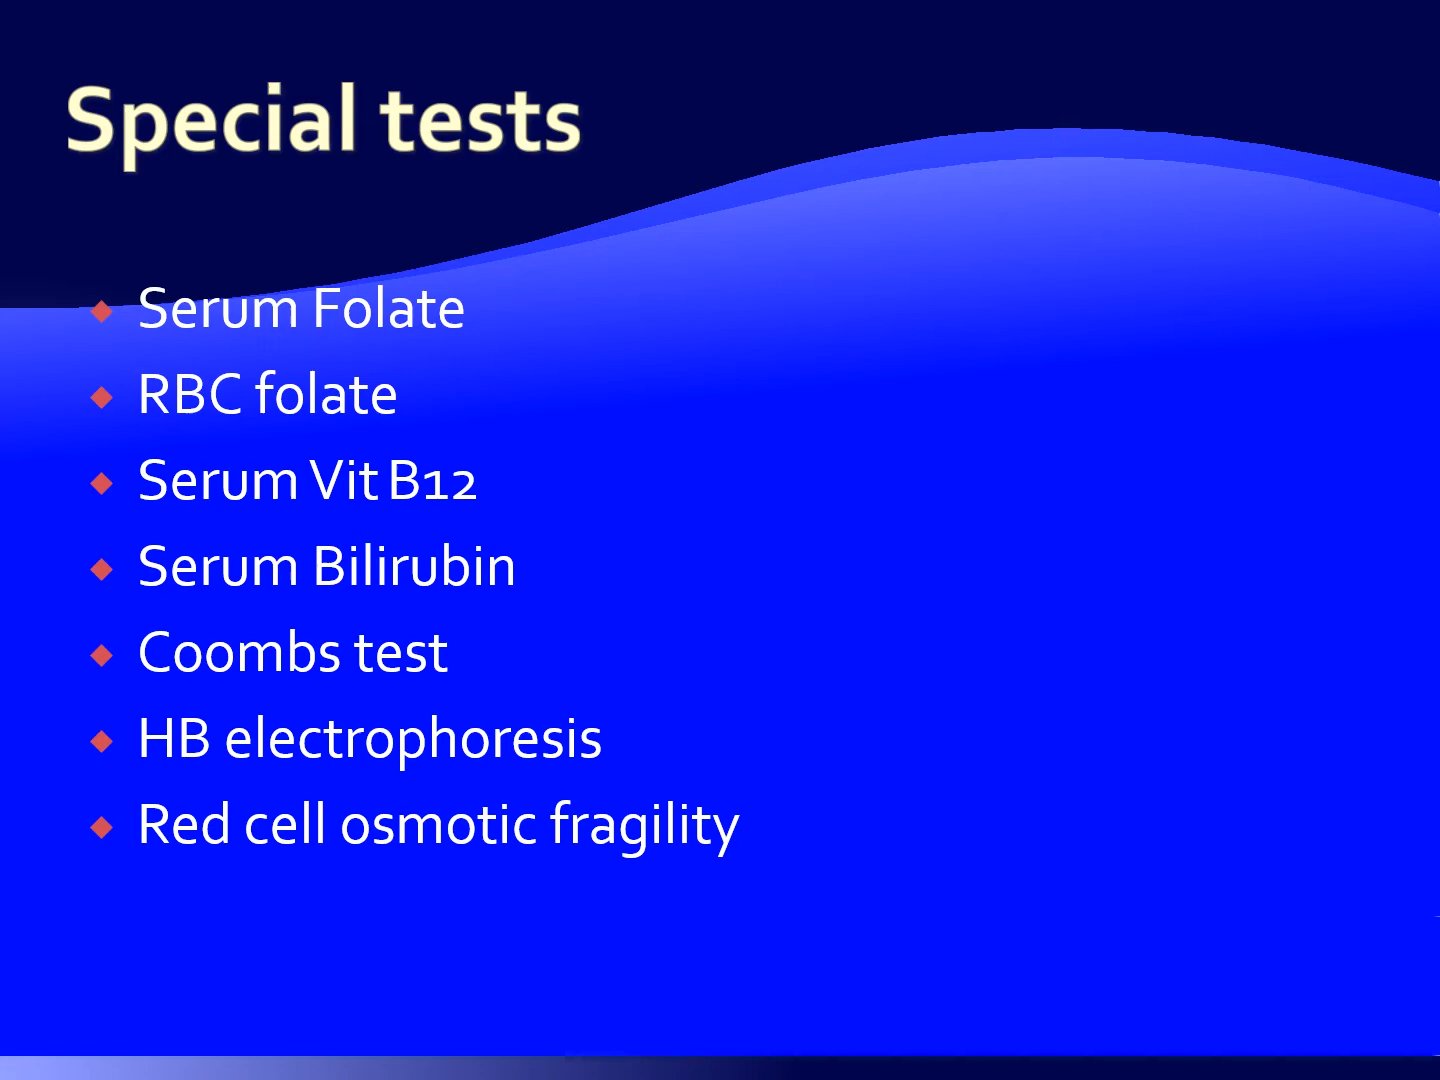 Special tests
Serum Folate
RBC folate
Serum Vit B12
Serum Bilirubin
Coombs test
HB electrophoresis
Red cell osmotic fragility